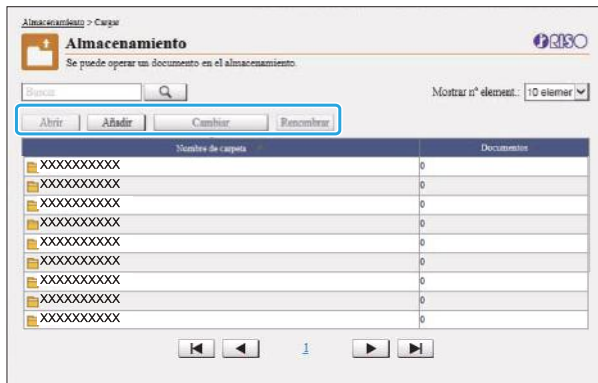 Almacenamiento > Cargar
Almacenamiento
RISO
Se puede operar un documento en el almacenamiento.
Buscar
Mostrar nº element.: 10 elemer
Abrir Añadir Cambiar Renombrar
Nombre de carpeta Documentos
XXXXXXXXXX 0
XXXXXXXXXX 0
XXXXXXXXXX 0
XXXXXXXXXX 0
XXXXXXXXXX 0
XXXXXXXXXX 0
XXXXXXXXXX 0
XXXXXXXXXX 0
XXXXXXXXXX 0
1